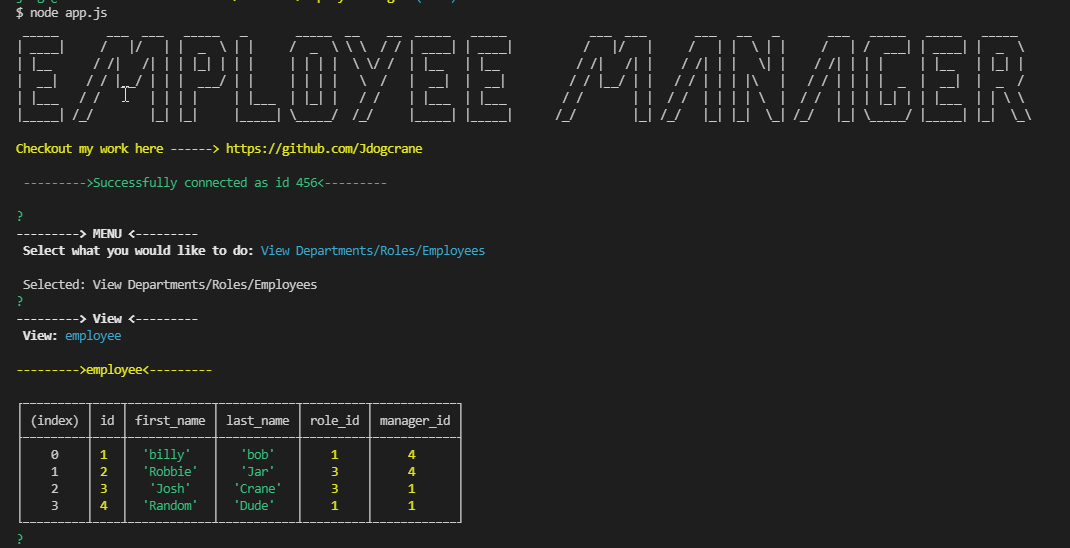 $ node app.js
EMPLOYEE MANAGER
Checkout my work here ------> https://github.com/Jdogcrane
--------->Successfully connected as id 456<---------
?
---------> MENU <---------
Select what you would like to do: View Departments/Roles/Employees
Selected: View Departments/Roles/Employees
?
---------> View <---------
View: employee
--------->employee<---------
(index) id first_name last_name role_id manager_id
0 1 'billy' 'bob' 1 4
1 2 'Robbie' 'Jar' 3 4
2 3 'Josh' 'Crane' 3 1
3 4 'Random' 'Dude' 1 1
?